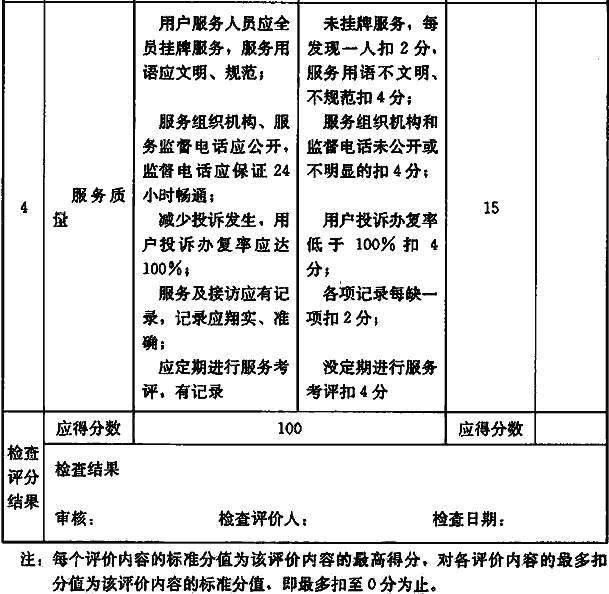 4
服务质
量
用户服务人员应全
员挂牌服务，服务用
语应文明、规范；
服务组织机构、服
务监督电话应公开，
监督电话应保证24
小时畅通；
减少投诉发生，用
户投诉办复率应达
100%；
服务及接访应有记
录，记录应翔实、准
确；
应定期进行服务考
评，有记录
未挂牌服务，每
发现一人扣2分，
服务用语不文明、
不规范扣4分；
服务组织机构和
监督电话未公开或
不明显的扣4分；
用户投诉办复率
低于100%扣4
分；
各项记录每缺一
项扣2分；
没定期进行服务
考评扣4分
15
检查
评分
结果
应得分数
100
应得分数
检查结果
审核：
检查评价人：
检查日期：
注：每个评价内容的标准分值为该评价内容的最高得分，对各评价内容的最多扣
分值为该评价内容的标准分值，即最多扣至0分为止。